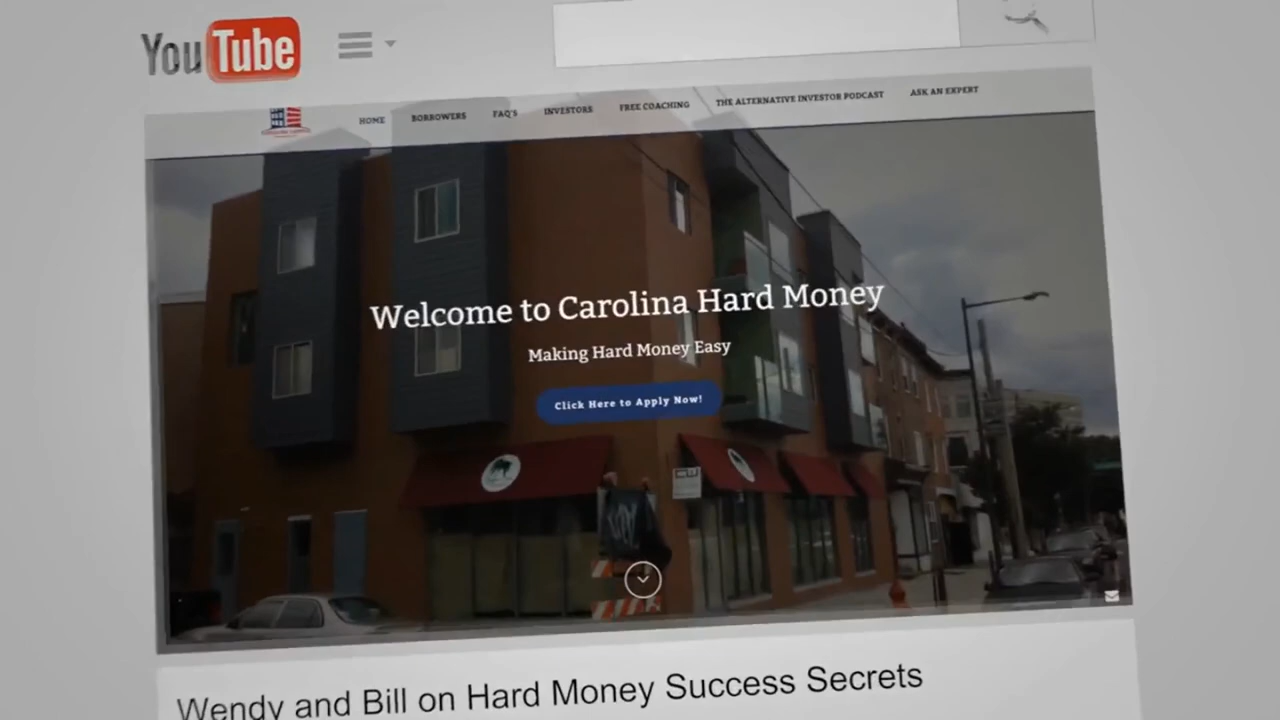 YouTube
HOME BORROWERS FAQ'S INVESTORS FREE COACHING THE ALTERNATIVE INVESTOR PODCAST ASK AN EXPERT
Welcome to Carolina Hard Money
Making Hard Money Easy
Click Here to Apply Now!
Wendy and Bill on Hard Money Success Secrets